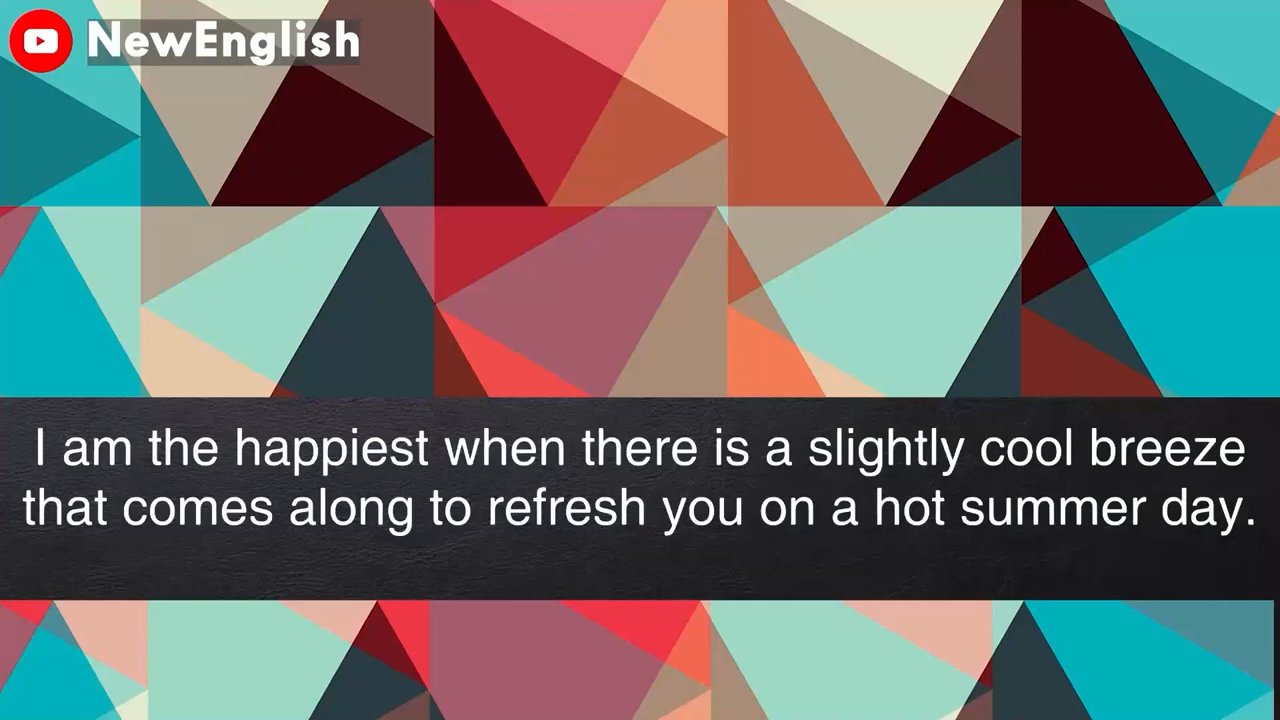 NewEnglish
I am the happiest when there is a slightly cool breeze
that comes along to refresh you on a hot summer day.